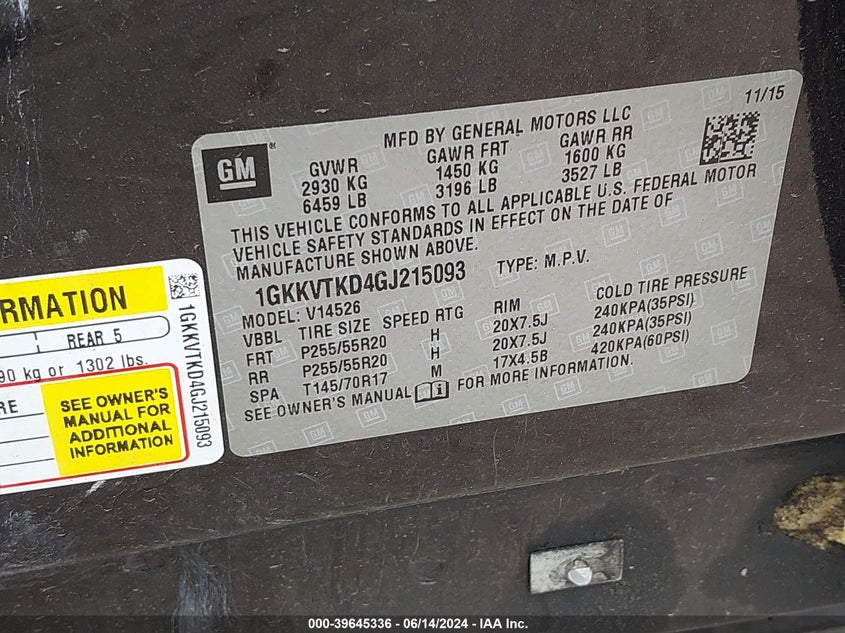 11/15
MFD BY GENERAL MOTORS LLC
GM
GVWR GAWR FRT GAWR RR
2930 KG 1450 KG 1600 KG
6459 LB 3196 LB 3527 LB
THIS VEHICLE CONFORMS TO ALL APPLICABLE U.S. FEDERAL MOTOR
VEHICLE SAFETY STANDARDS IN EFFECT ON THE DATE OF
MANUFACTURE SHOWN ABOVE.
1GKKVTKD4GJ215093 TYPE: M.P.V.
MODEL: V14526
VBBL TIRE SIZE SPEED RTG RIM COLD TIRE PRESSURE
FRT P255/55R20 H 20X7.5J 240KPA(35PSI)
RR P255/55R20 H 20X7.5J 240KPA(35PSI)
SPA T145/70R17 M 17X4.5B 420KPA(60PSI)
SEE OWNER'S MANUAL FOR MORE INFORMATION.
RMATION
REAR 5
90 kg or 1302 lbs.
RE
SEE OWNER'S
MANUAL FOR
ADDITIONAL
INFORMATION
1GKKVTKD4GJ215093
000-39645336 / 06/14/2024 - IAA Inc.